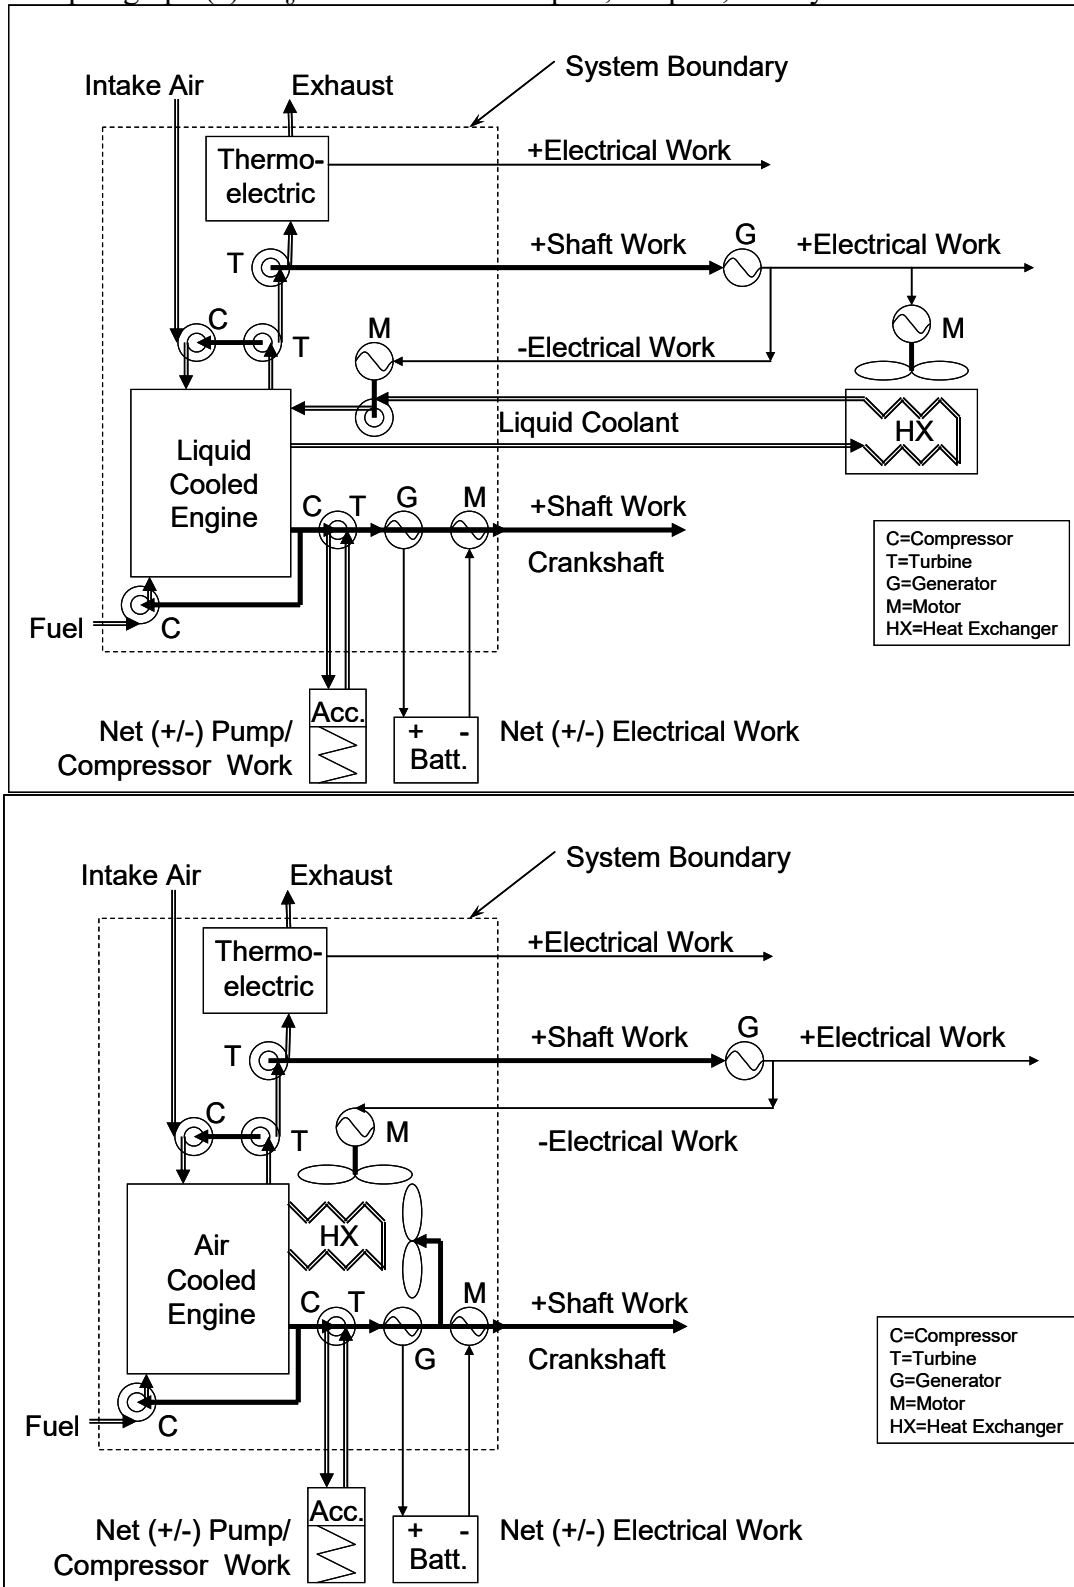 System Boundary
Intake Air
Exhaust
Thermo-
electric
+Electrical Work
T
+Shaft Work
G
+Electrical Work
C
T
M
-Electrical Work
M
Liquid Coolant
HX
Liquid
Cooled
Engine
C
T
G
M
+Shaft Work
Crankshaft
C=Compressor
T=Turbine
G=Generator
M=Motor
HX=Heat Exchanger
Fuel
C
Net (+/-) Pump/
Compressor Work
Acc.
+ -
Batt.
Net (+/-) Electrical Work
System Boundary
Intake Air
Exhaust
Thermo-
electric
+Electrical Work
T
+Shaft Work
G
+Electrical Work
C
T
M
-Electrical Work
HX
Air
Cooled
Engine
C
T
G
M
+Shaft Work
Crankshaft
C=Compressor
T=Turbine
G=Generator
M=Motor
HX=Heat Exchanger
Fuel
C
Net (+/-) Pump/
Compressor Work
Acc.
+ -
Batt.
Net (+/-) Electrical Work